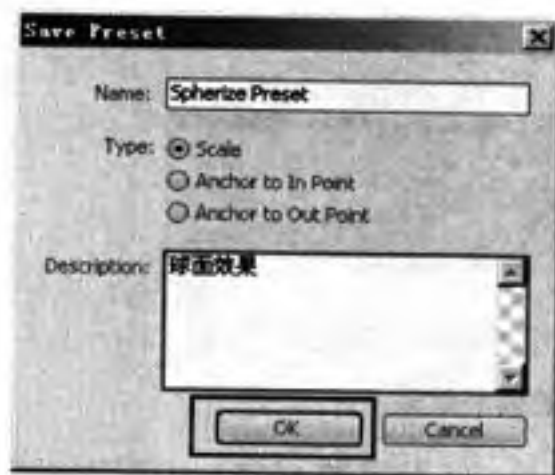 Save Preset
Name: Spherize Preset
Type: Scale
Anchor to In Point
Anchor to Out Point
Description: 球面效果
OK Cancel